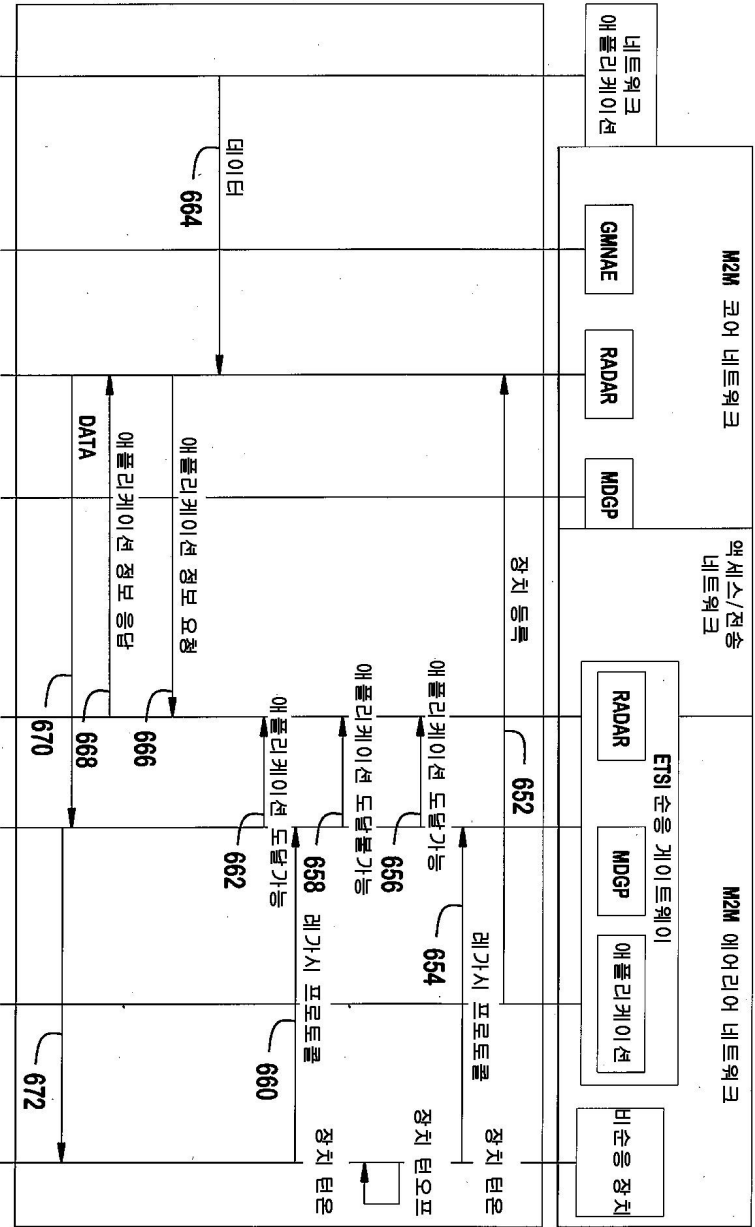 네트워크
애플리케이션
M2M 코어 네트워크
GMNAE
RADAR
MDGP
액세스/전송
네트워크
M2M 에어리어 네트워크
ETSI 순응 게이트웨이
RADAR
MDGP
애플리케이션
비순응 장치
장치 등록
652
장치 턴온
레가시 프로토콜
654
애플리케이션 도달가능
656
장치 턴오프
애플리케이션 도달불가능
658
장치 턴온
레가시 프로토콜
660
애플리케이션 도달가능
662
데이터
664
애플리케이션 정보 요청
666
애플리케이션 정보 응답
668
DATA
670
672